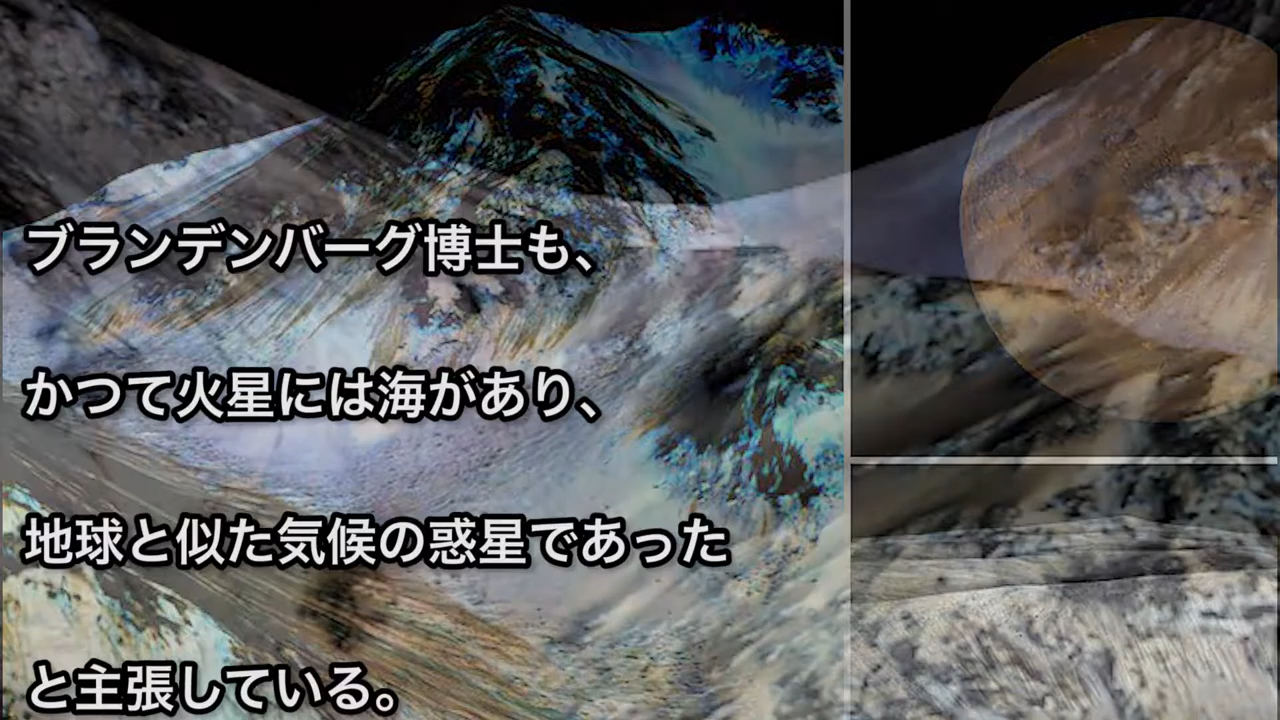 ブランデンバーグ博士も、
かつて火星には海があり、
地球と似た気候の惑星であった
と主張している。